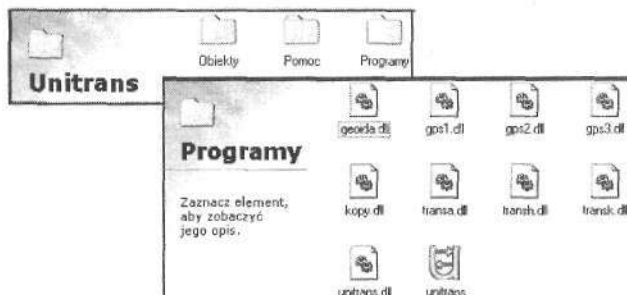 Obiekty Pomoc Programy
Unitrans
geoida.dll gps1.dll gps2.dll gps3.dll
Programy
Zaznacz element,
aby zobaczyć
jego opis.
kopy.dll transa.dll transh.dll transk.dll
unitrans.dll unitrans